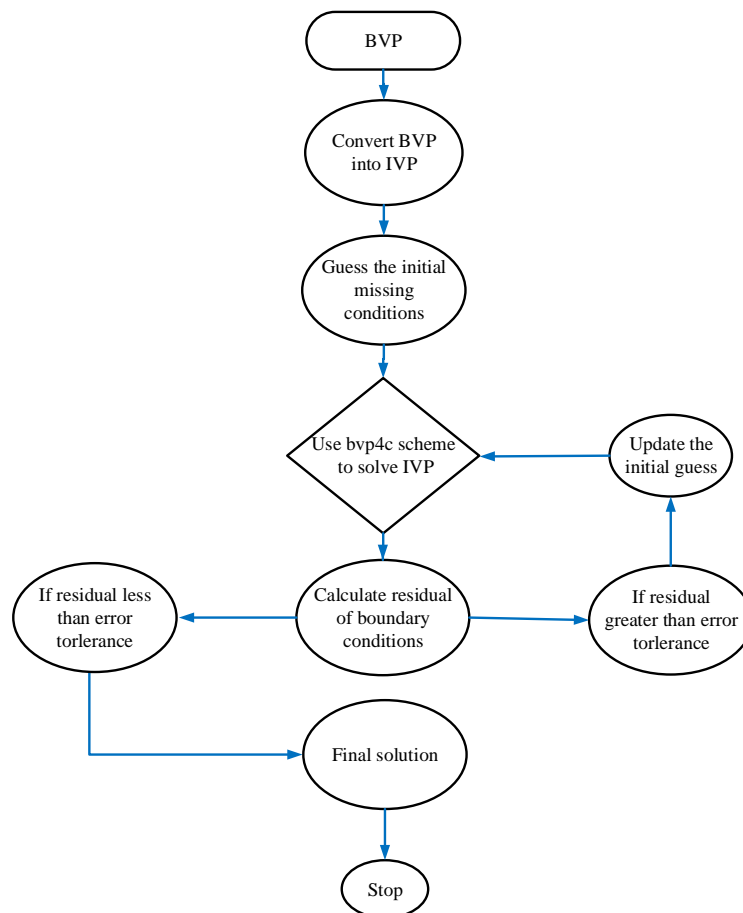 BVP
Convert BVP
into IVP
Guess the initial
missing
conditions
Use bvp4c scheme
to solve IVP
Update the
initial guess
If residual less
than error
torlerance
Calculate residual
of boundary
conditions
If residual
greater than error
torlerance
Final solution
Stop